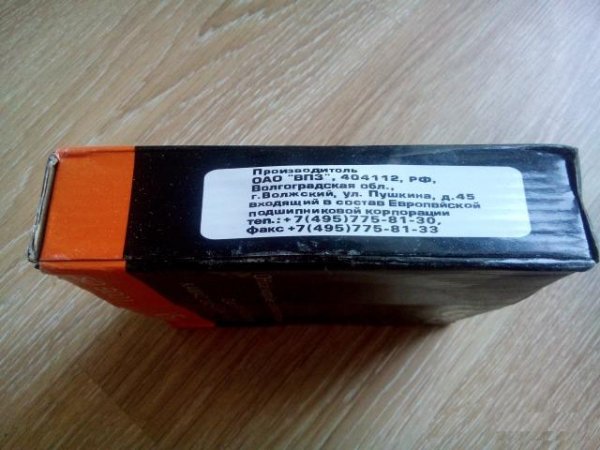 Производитель
ОАО "ВПЗ", 404112, РФ,
Волгоградская обл.,
г.Волжский, ул. Пушкина, д.45
входящий в состав Европейской
подшипниковой корпорации
тел.:+7(495)775-81-30,
факс +7(495)775-81-33